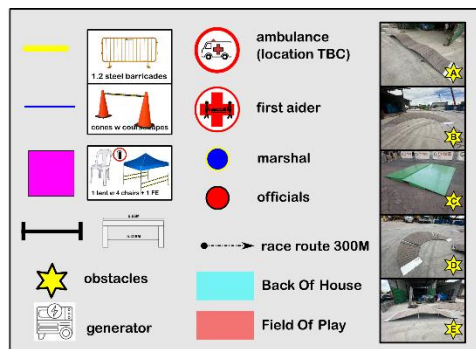 1.2 steel barricades
ambulance
(location TBC)
A
cones w
first aider
B
1 tent w 4 chairs + 1 FE
marshal
C
officials
race route 300M
D
obstacles
Back Of House
generator
Field Of Play
E